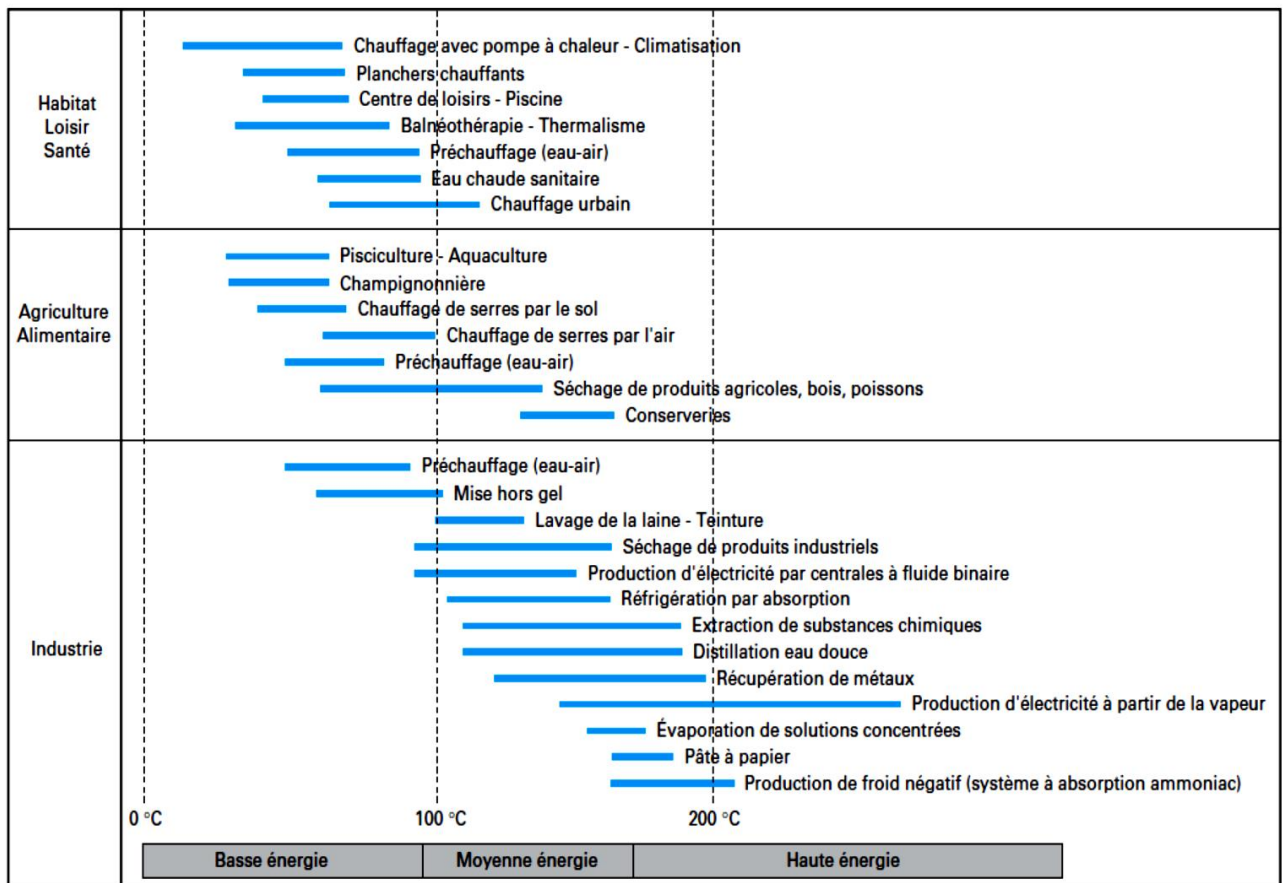 Habitat
Loisir
Santé
Chauffage avec pompe à chaleur - Climatisation
Planchers chauffants
Centre de loisirs - Piscine
Balnéothérapie - Thermalisme
Préchauffage (eau-air)
Eau chaude sanitaire
Chauffage urbain
Agriculture
Alimentaire
Pisciculture - Aquaculture
Champignonnière
Chauffage de serres par le sol
Chauffage de serres par l'air
Préchauffage (eau-air)
Séchage de produits agricoles, bois, poissons
Conserveries
Industrie
Préchauffage (eau-air)
Mise hors gel
Lavage de la laine - Teinture
Séchage de produits industriels
Production d'électricité par centrales à fluide binaire
Réfrigération par absorption
Extraction de substances chimiques
Distillation eau douce
Récupération de métaux
Production d'électricité à partir de la vapeur
Évaporation de solutions concentrées
Pâte à papier
Production de froid négatif (système à absorption ammoniac)
0 °C 100 °C 200 °C
Basse énergie Moyenne énergie Haute énergie